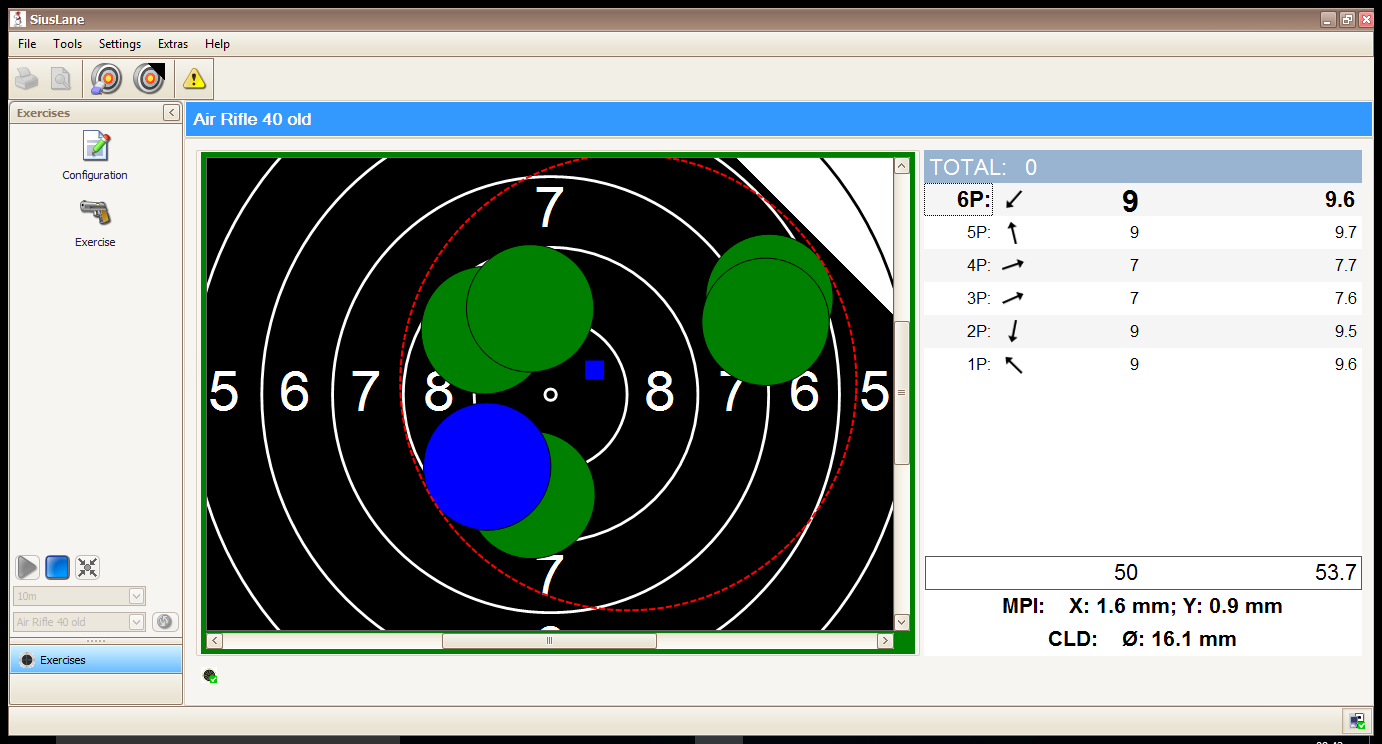 SiusLane
File Tools Settings Extras Help
Exercises
Configuration
Exercise
10m
Air Rifle 40 old
Exercises
Air Rifle 40 old
7
5 6 7 8 8 7 6 5
7
TOTAL: 0
6P: 9 9.6
5P: 9 9.7
4P: 7 7.7
3P: 7 7.6
2P: 9 9.5
1P: 9 9.6
50 53.7
MPI: X: 1.6 mm; Y: 0.9 mm
CLD: Ø: 16.1 mm